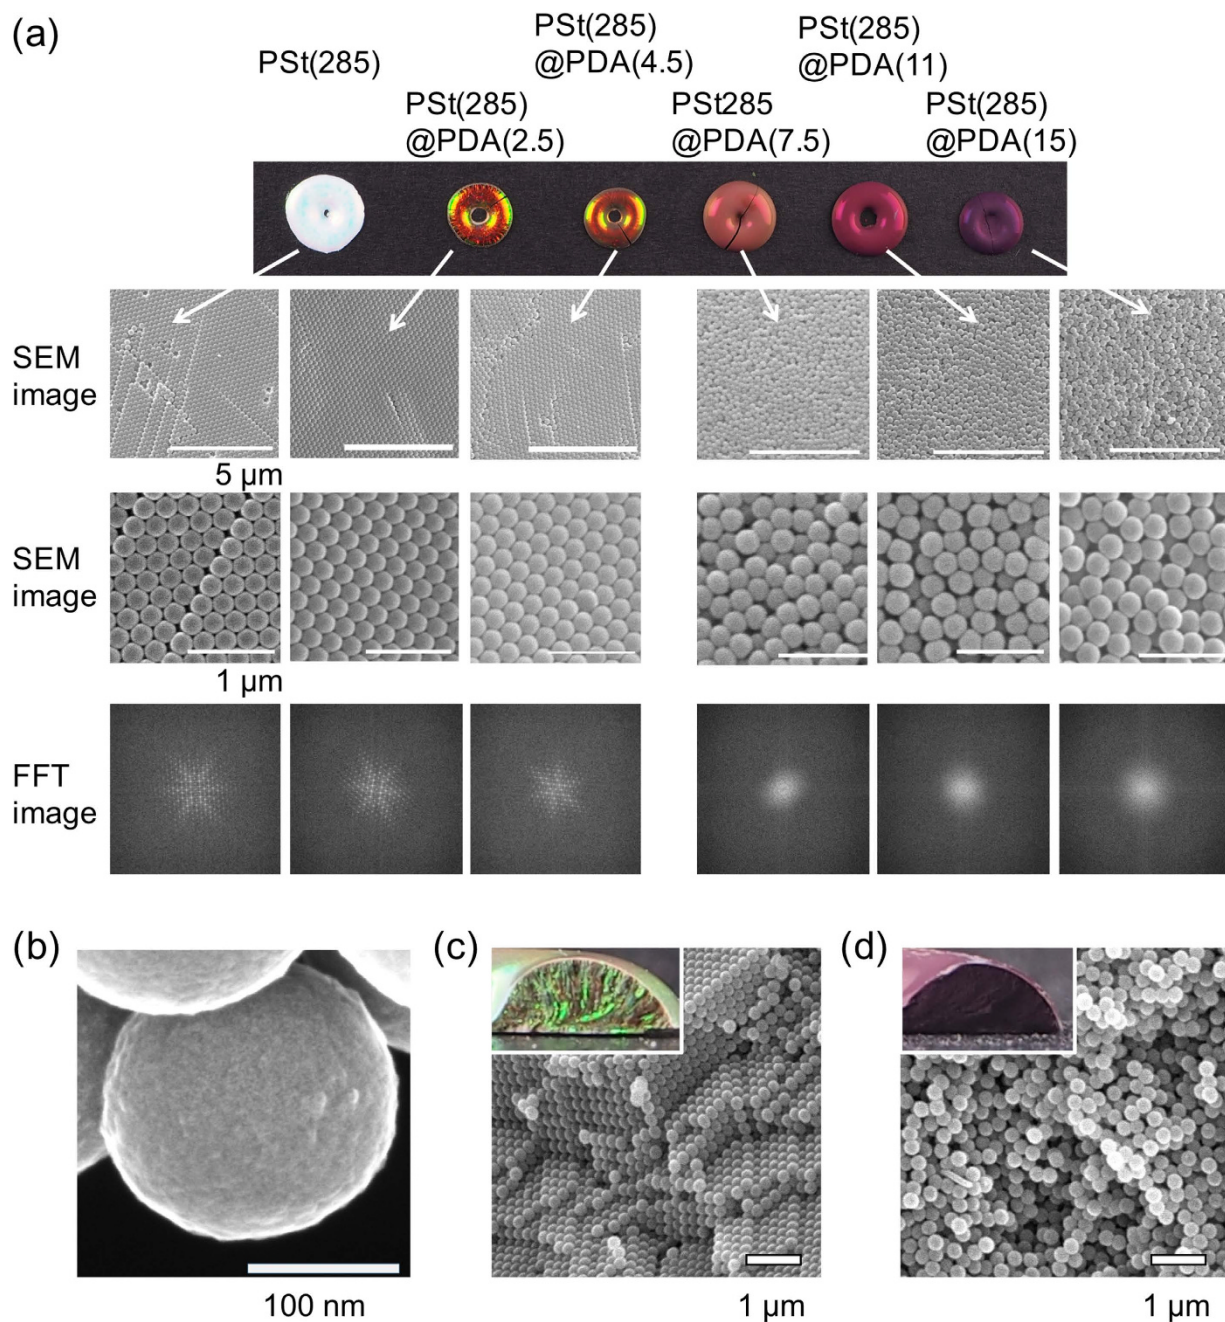 (a)
PSt(285)
PSt(285)
@PDA(2.5)
PSt(285)
@PDA(4.5)
PSt285
@PDA(7.5)
PSt(285)
@PDA(11)
PSt(285)
@PDA(15)
SEM
image
5 µm
SEM
image
1 µm
FFT
image
(b)
100 nm
(c)
1 µm
(d)
1 µm